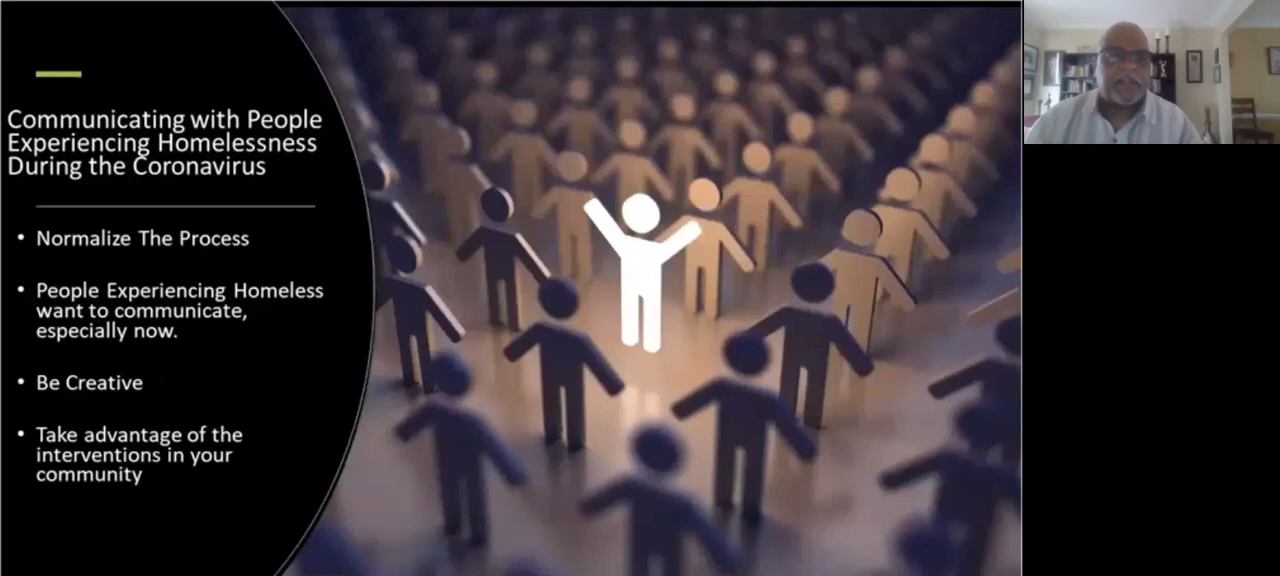 Communicating with People
Experiencing Homelessness
During the Coronavirus
• Normalize The Process
• People Experiencing Homeless
want to communicate,
especially now.
• Be Creative
• Take advantage of the
interventions in your
community